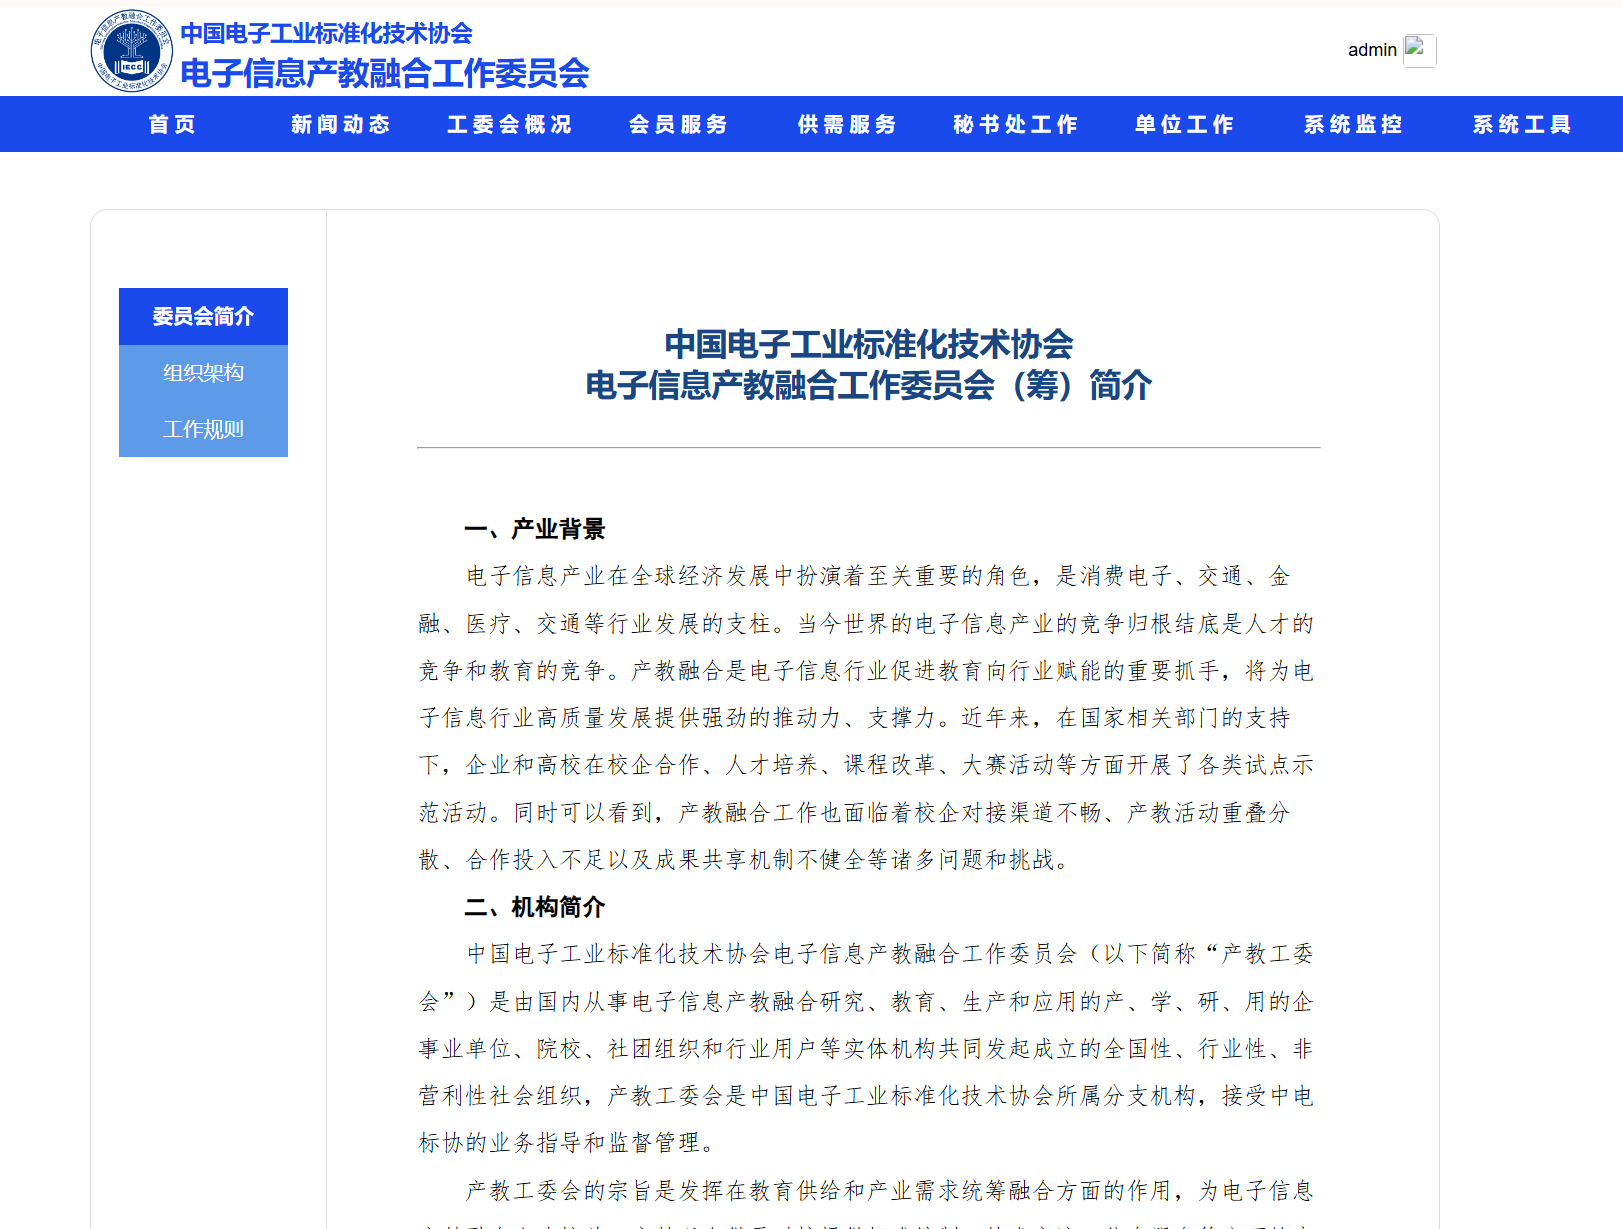 电子信息产教融合工作委员会
IECC
中国电子工业标准化技术协会
中国电子工业标准化技术协会
电子信息产教融合工作委员会
admin
首页 新闻动态 工委会概况 会员服务 供需服务 秘书处工作 单位工作 系统监控 系统工具
委员会简介
组织架构
工作规则
中国电子工业标准化技术协会
电子信息产教融合工作委员会（筹）简介
一、产业背景
电子信息产业在全球经济发展中扮演着至关重要的角色，是消费电子、交通、金
融、医疗、交通等行业发展的支柱。当今世界的电子信息产业的竞争归根结底是人才的
竞争和教育的竞争。产教融合是电子信息行业促进教育向行业赋能的重要抓手，将为电
子信息行业高质量发展提供强劲的推动力、支撑力。近年来，在国家相关部门的支持
下，企业和高校在校企合作、人才培养、课程改革、大赛活动等方面开展了各类试点示
范活动。同时可以看到，产教融合工作也面临着校企对接渠道不畅、产教活动重叠分
散、合作投入不足以及成果共享机制不健全等诸多问题和挑战。
二、机构简介
中国电子工业标准化技术协会电子信息产教融合工作委员会（以下简称“产教工委
会”）是由国内从事电子信息产教融合研究、教育、生产和应用的产、学、研、用的企
事业单位、院校、社团组织和行业用户等实体机构共同发起成立的全国性、行业性、非
营利性社会组织，产教工委会是中国电子工业标准化技术协会所属分支机构，接受中电
标协的业务指导和监督管理。
产教工委会的宗旨是发挥在教育供给和产业需求统筹融合方面的作用，为电子信息